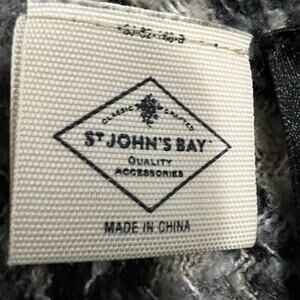 CLASSIC CRAFTED
ST JOHN'S BAY
QUALITY
ACCESSORIES
MADE IN CHINA